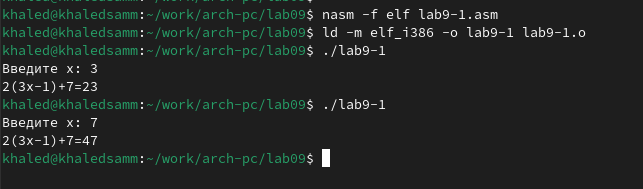 khaled@khaledsamm:~/work/arch-pc/lab09$ nasm -f elf lab9-1.asm
khaled@khaledsamm:~/work/arch-pc/lab09$ ld -m elf_i386 -o lab9-1 lab9-1.o
khaled@khaledsamm:~/work/arch-pc/lab09$ ./lab9-1
Введите x: 3
2(3x-1)+7=23
khaled@khaledsamm:~/work/arch-pc/lab09$ ./lab9-1
Введите x: 7
2(3x-1)+7=47
khaled@khaledsamm:~/work/arch-pc/lab09$